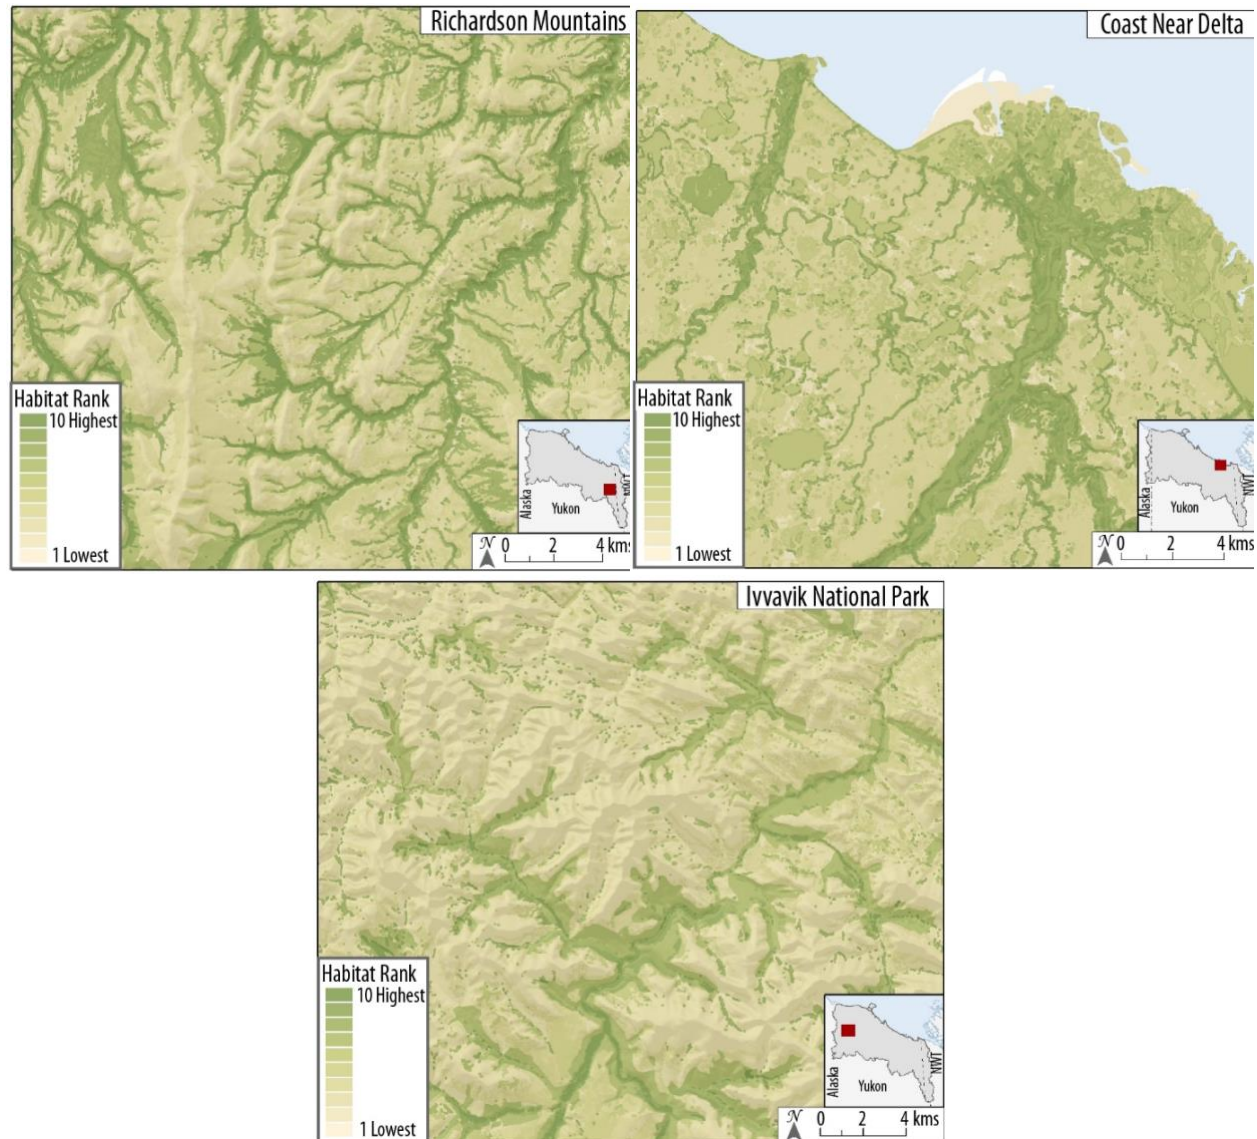 Richardson Mountains
Habitat Rank
10 Highest
1 Lowest
Alaska
Yukon
NWT
N
0 2 4 kms
Coast Near Delta
Habitat Rank
10 Highest
1 Lowest
Alaska
Yukon
NWT
N
0 2 4 kms
Ivvavik National Park
Habitat Rank
10 Highest
1 Lowest
Alaska
Yukon
NWT
N
0 2 4 kms